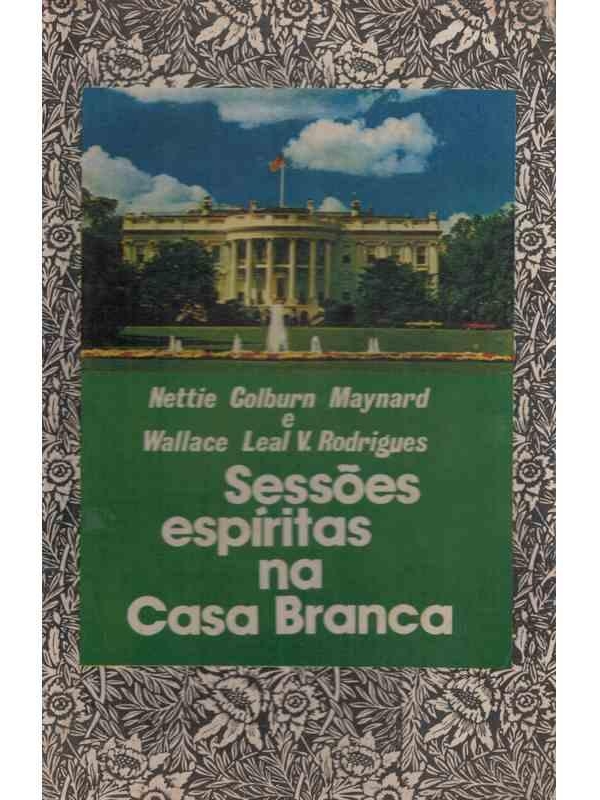 Nettie Colburn Maynard
e
Wallace Leal V. Rodrigues
Sessões
espíritas
na
Casa Branca